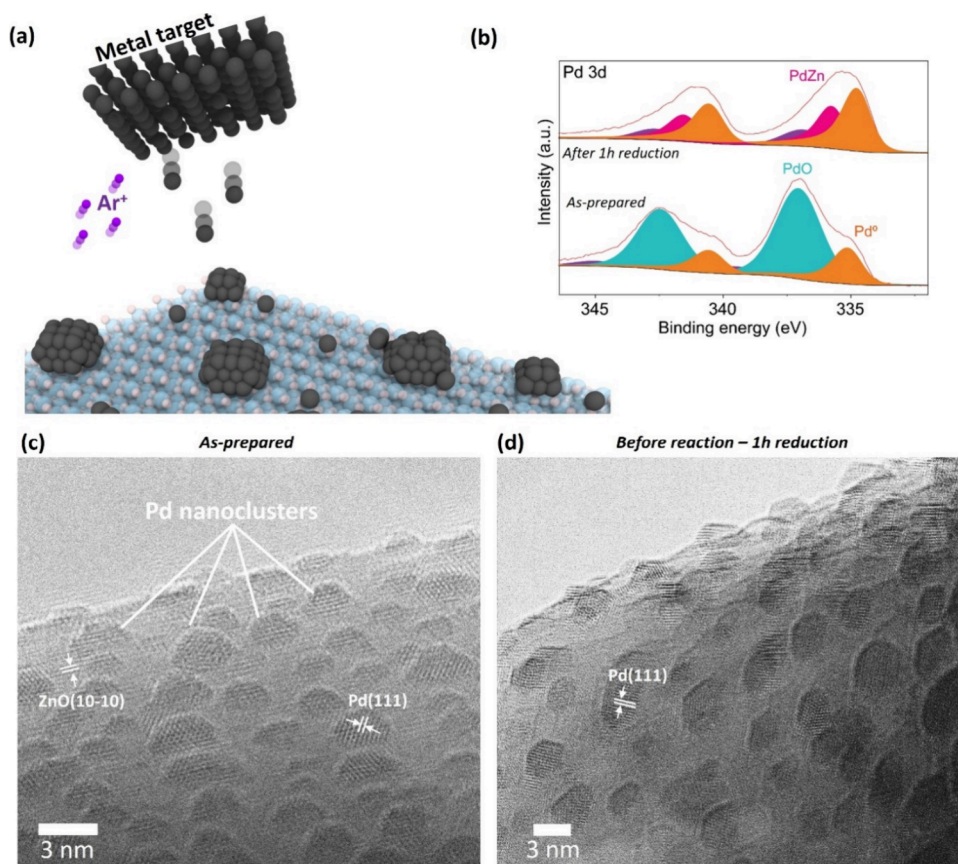 (a)
Metal target
Ar⁺
(b)
Pd 3d
PdZn
After 1h reduction
PdO
As-prepared
Pd⁰
Intensity (a.u.)
345
340
335
Binding energy (eV)
(c)
As-prepared
Pd nanoclusters
ZnO(10-10)
Pd(111)
3 nm
(d)
Before reaction – 1h reduction
Pd(111)
3 nm